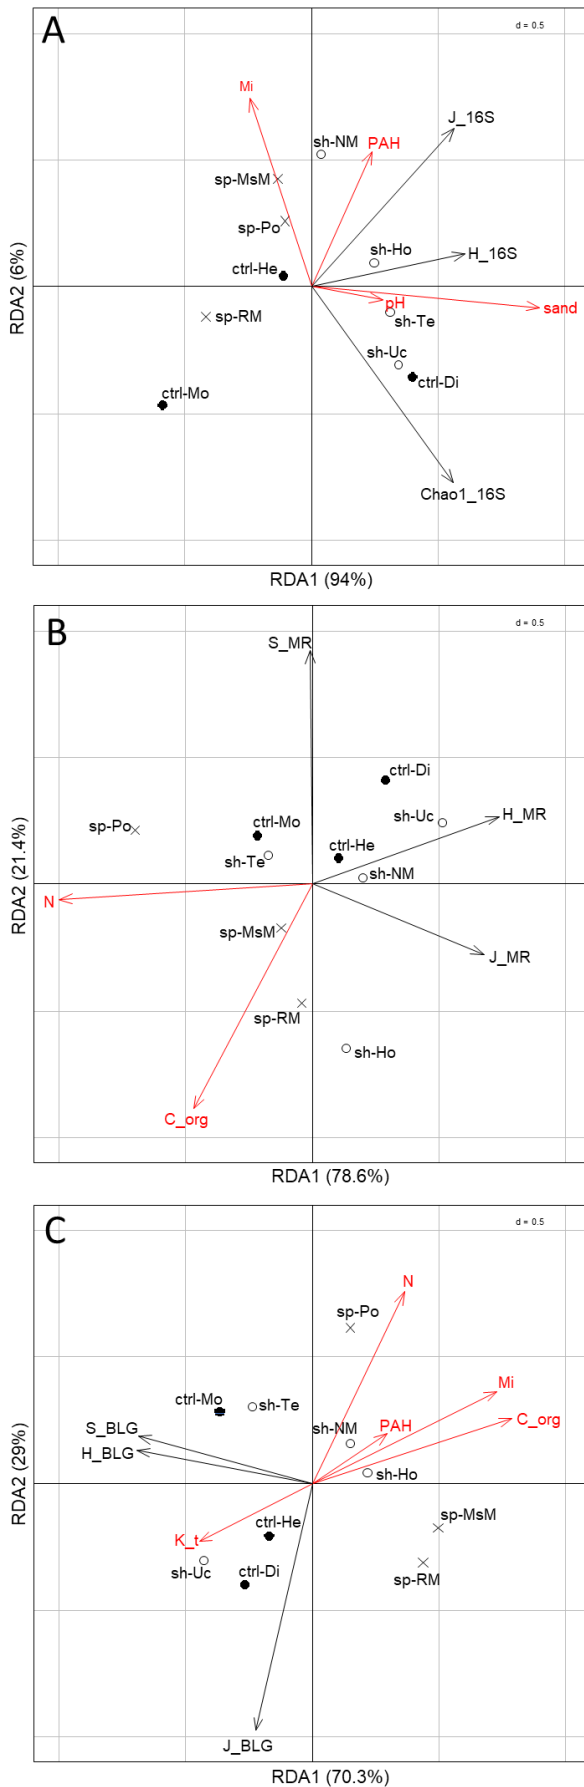 A
d = 0.5
Mi
J_16S
sh-NM
PAH
sp-MsM
sp-Po
sh-Ho
H_16S
ctrl-He
pH
sand
sp-RM
sh-Te
sh-Uc
ctrl-Mo
ctrl-Di
Chao1_16S
RDA2 (6%)
RDA1 (94%)
B
d = 0.5
S_MR
ctrl-Di
sp-Po
ctrl-Mo
sh-Uc
H_MR
sh-Te
ctrl-He
sh-NM
N
sp-MsM
J_MR
sp-RM
sh-Ho
C_org
RDA2 (21.4%)
RDA1 (78.6%)
C
d = 0.5
N
sp-Po
Mi
ctrl-Mo
sh-Te
C_org
S_BLG
PAH
sh-NM
H_BLG
sh-Ho
sp-MsM
ctrl-He
K_t
sh-Uc
ctrl-Di
sp-RM
J_BLG
RDA2 (29%)
RDA1 (70.3%)